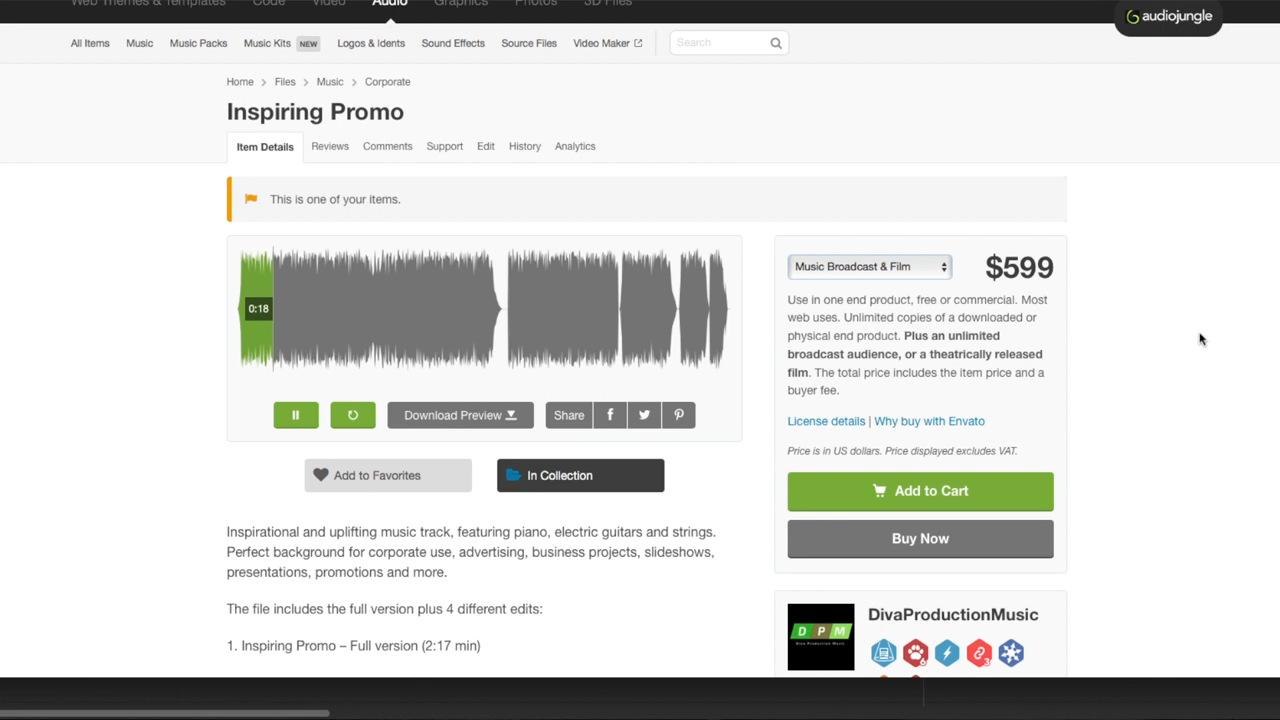 Web Themes & Templates Code Video Audio Graphics Photos 3D Files
audiojungle
All Items Music Music Packs Music Kits NEW Logos & Idents Sound Effects Source Files Video Maker Search
Home > Files > Music > Corporate
Inspiring Promo
Item Details Reviews Comments Support Edit History Analytics
This is one of your items.
0:18
Download Preview Share
Add to Favorites In Collection
Inspirational and uplifting music track, featuring piano, electric guitars and strings.
Perfect background for corporate use, advertising, business projects, slideshows,
presentations, promotions and more.
The file includes the full version plus 4 different edits:
1. Inspiring Promo – Full version (2:17 min)
Music Broadcast & Film $599
Use in one end product, free or commercial. Most
web uses. Unlimited copies of a downloaded or
physical end product. Plus an unlimited
broadcast audience, or a theatrically released
film. The total price includes the item price and a
buyer fee.
License details | Why buy with Envato
Price is in US dollars. Price displayed excludes VAT.
Add to Cart
Buy Now
DivaProductionMusic
D P M
Diva Production Music